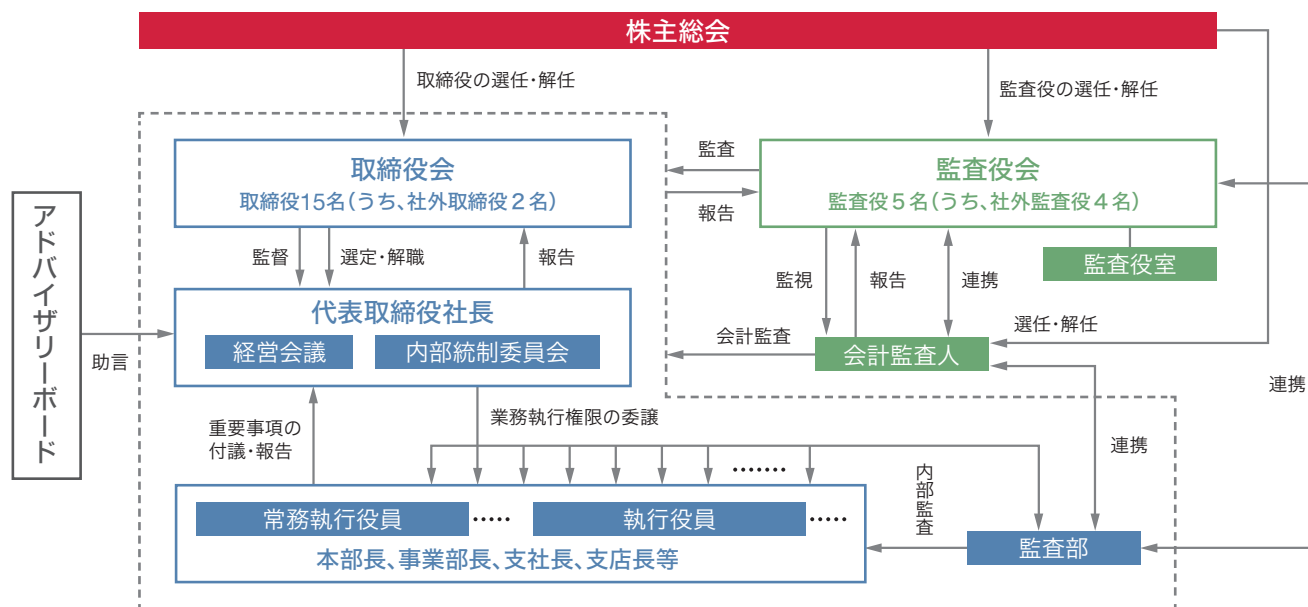 株主総会
取締役の選任・解任
監査役の選任・解任
取締役会
取締役15名（うち、社外取締役２名）
監査
報告
監査役会
監査役５名（うち、社外監査役４名）
監査役室
アドバイザリーボード
助言
監督
選定・解職
報告
監視
報告
連携
選任・解任
代表取締役社長
経営会議
内部統制委員会
会計監査
会計監査人
連携
重要事項の
付議・報告
業務執行権限の委譲
連携
常務執行役員
執行役員
本部長、事業部長、支社長、支店長等
内部監査
監査部